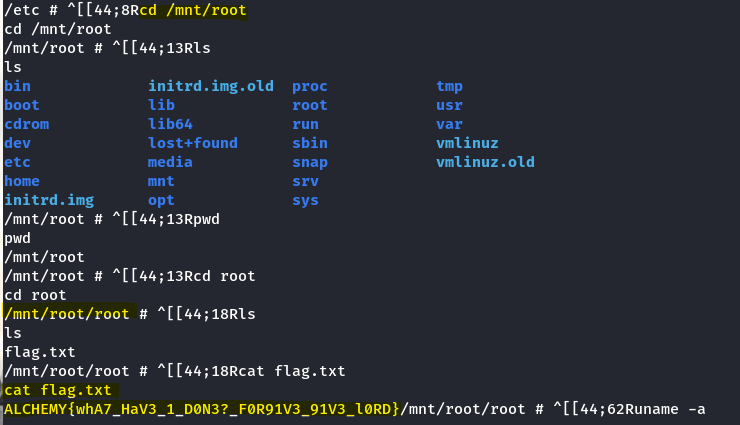 /etc # ^[[44;8Rcd /mnt/root
cd /mnt/root
/mnt/root # ^[[44;13Rls
ls
bin initrd.img.old proc tmp
boot lib root usr
cdrom lib64 run var
dev lost+found sbin vmlinuz
etc media snap vmlinuz.old
home mnt srv
initrd.img opt sys
/mnt/root # ^[[44;13Rpwd
pwd
/mnt/root
/mnt/root # ^[[44;13Rcd root
cd root
/mnt/root/root # ^[[44;18Rls
ls
flag.txt
/mnt/root/root # ^[[44;18Rcat flag.txt
cat flag.txt
ALCHEMY{whA7_HaV3_1_D0N3?_F0R91V3_91V3_l0RD}/mnt/root/root # ^[[44;62Runame -a